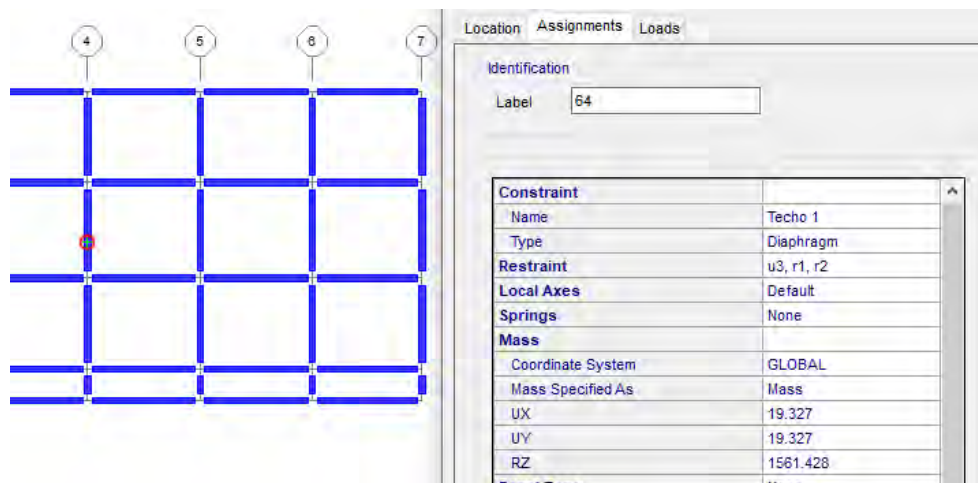 4 5 6 7
Location Assignments Loads
Identification
Label 64
Constraint
Name Techo 1
Type Diaphragm
Restraint u3, r1, r2
Local Axes Default
Springs None
Mass
Coordinate System GLOBAL
Mass Specified As Mass
UX 19.327
UY 19.327
RZ 1561.428